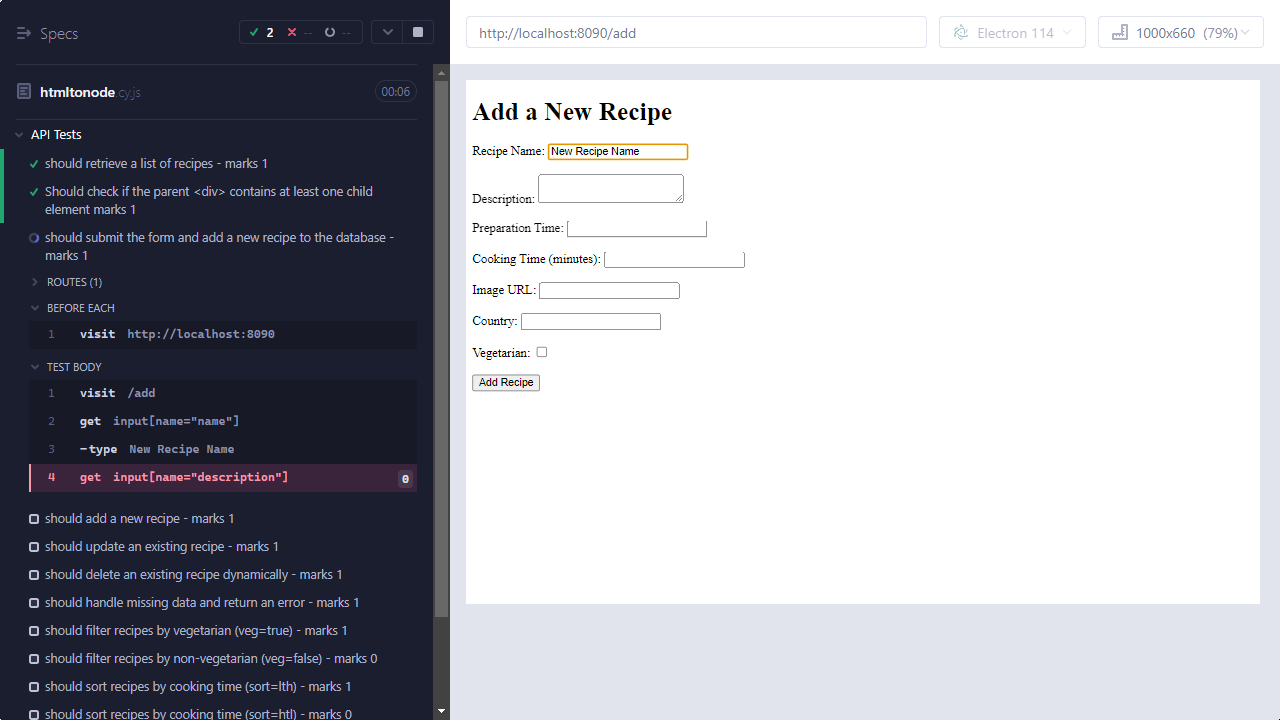 Specs
2
--
--
htmltonode.cy.js
00:06
API Tests
should retrieve a list of recipes - marks 1
Should check if the parent <div> contains at least one child
element marks 1
should submit the form and add a new recipe to the database -
marks 1
ROUTES (1)
BEFORE EACH
1 visit http://localhost:8090
TEST BODY
1 visit /add
2 get input[name="name"]
3 -type New Recipe Name
4 get input[name="description"] 0
should add a new recipe - marks 1
should update an existing recipe - marks 1
should delete an existing recipe dynamically - marks 1
should handle missing data and return an error - marks 1
should filter recipes by vegetarian (veg=true) - marks 1
should filter recipes by non-vegetarian (veg=false) - marks 0
should sort recipes by cooking time (sort=lth) - marks 1
should sort recipes by cooking time (sort=htl) - marks 0
http://localhost:8090/add
Electron 114
1000x660 (79%)
Add a New Recipe
Recipe Name: New Recipe Name
Description:
Preparation Time:
Cooking Time (minutes):
Image URL:
Country:
Vegetarian:
Add Recipe